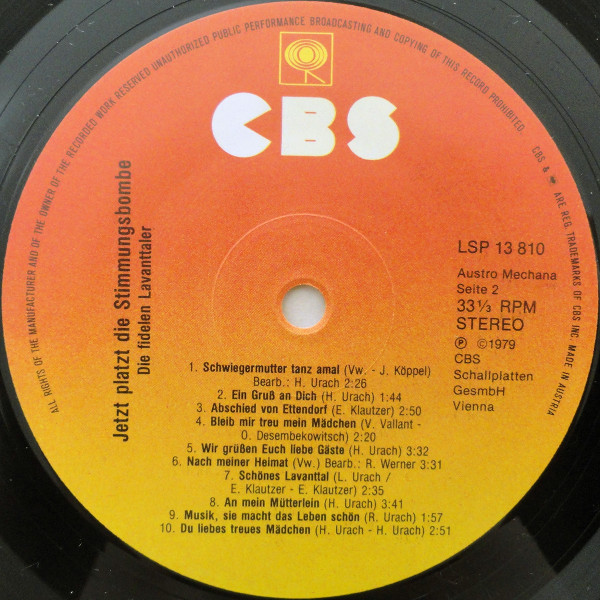 ALL RIGHTS OF THE MANUFACTURER AND OF THE OWNER OF THE RECORDED WORK RESERVED UNAUTHORIZED PUBLIC PERFORMANCE BROADCASTING AND COPYING OF THIS RECORD PROHIBITED. CBS & ARE REG. TRADEMARKS OF CBS INC. MADE IN AUSTRIA
CBS
Jetzt platzt die Stimmungsbombe
Die fidelen Lavanttaler
LSP 13 810
Austro Mechana
Seite 2
33⅓ RPM
STEREO
Ⓟ ©1979
CBS
Schallplatten
GesmbH
Vienna
1. Schwiegermutter tanz amal (Vw. - J. Köppel)
Bearb.: H. Urach 2:26
2. Ein Gruß an Dich (H. Urach) 1:44
3. Abschied von Ettendorf (E. Klautzer) 2:50
4. Bleib mir treu mein Mädchen (V. Vallant -
O. Desembekowitsch) 2:20
5. Wir grüßen Euch liebe Gäste (H. Urach) 3:32
6. Nach meiner Heimat (Vw.) Bearb.: R. Werner 3:31
7. Schönes Lavanttal (L. Urach /
E. Klautzer - E. Klautzer) 2:35
8. An mein Mütterlein (H. Urach) 3:41
9. Musik, sie macht das Leben schön (R. Urach) 1:57
10. Du liebes treues Mädchen (H. Urach - H. Urach) 2:51